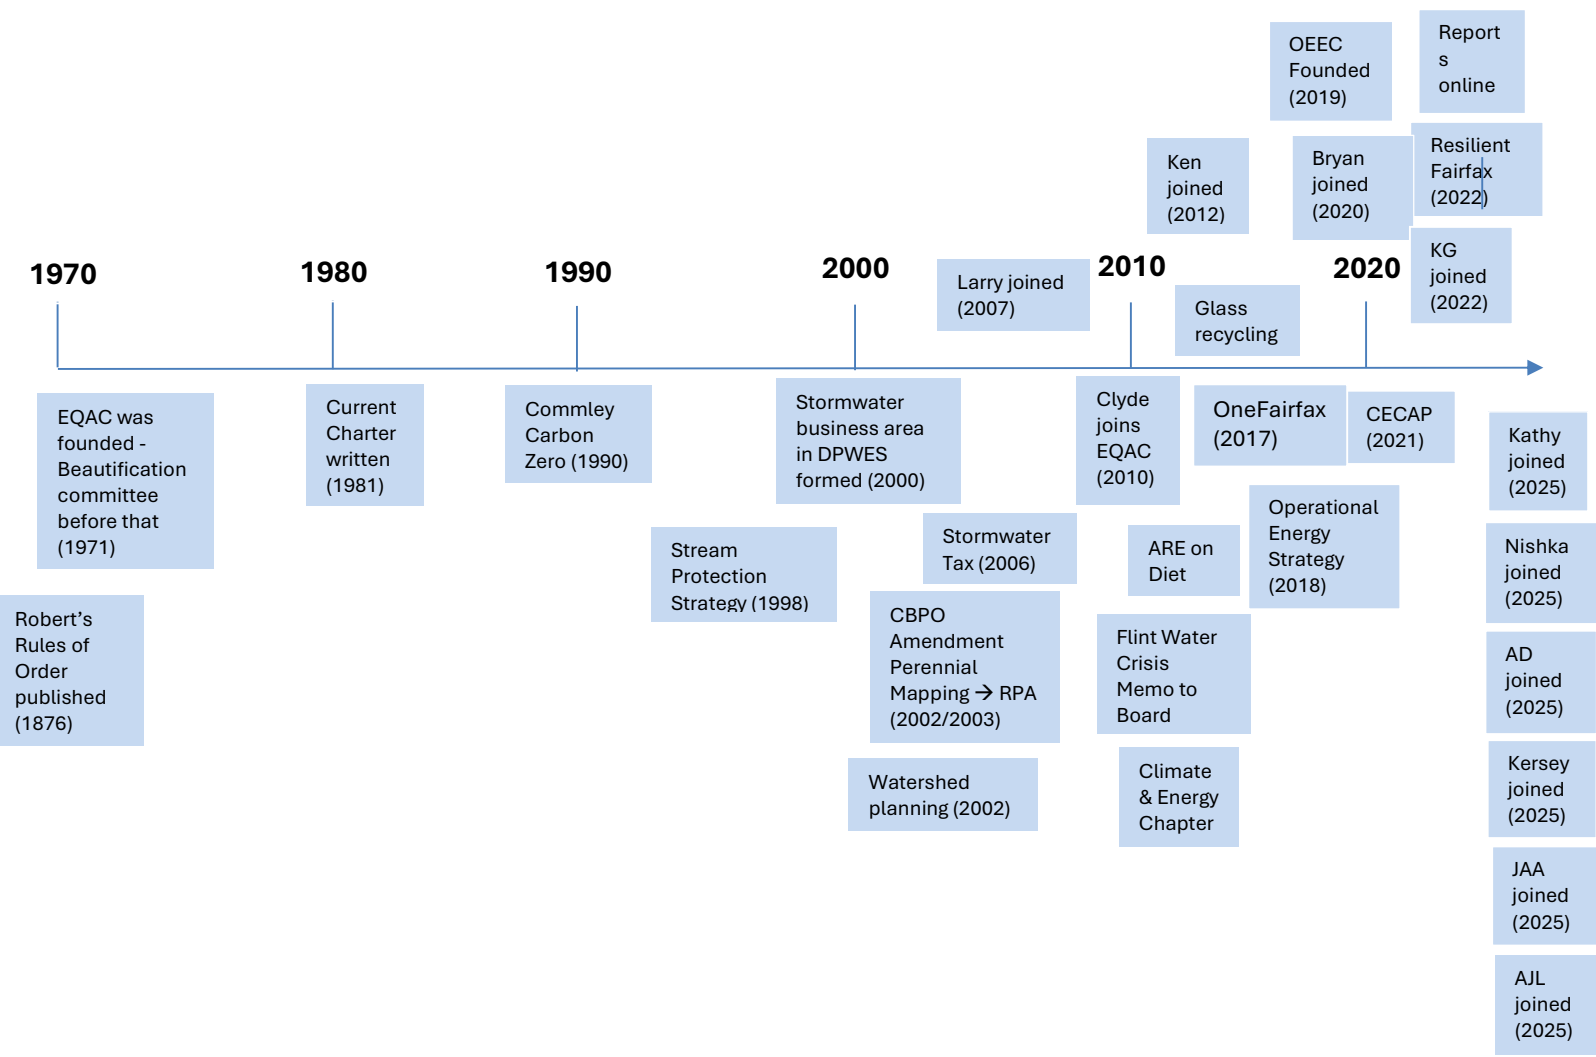 OEEC
Founded
(2019)
Report
s
online
Ken
joined
(2012)
Bryan
joined
(2020)
Resilient
Fairfax
(2022)
KG
joined
(2022)
1970
1980
1990
2000
2010
2020
Larry joined
(2007)
Glass
recycling
EQAC was
founded -
Beautification
committee
before that
(1971)
Current
Charter
written
(1981)
Commley
Carbon
Zero (1990)
Stormwater
business area
in DPWES
formed (2000)
Clyde
joins
EQAC
(2010)
OneFairfax
(2017)
CECAP
(2021)
Kathy
joined
(2025)
Robert’s
Rules of
Order
published
(1876)
Stream
Protection
Strategy (1998)
Stormwater
Tax (2006)
ARE on
Diet
Operational
Energy
Strategy
(2018)
Nishka
joined
(2025)
CBPO
Amendment
Perennial
Mapping → RPA
(2002/2003)
Flint Water
Crisis
Memo to
Board
AD
joined
(2025)
Watershed
planning (2002)
Climate
& Energy
Chapter
Kersey
joined
(2025)
JAA
joined
(2025)
AJL
joined
(2025)